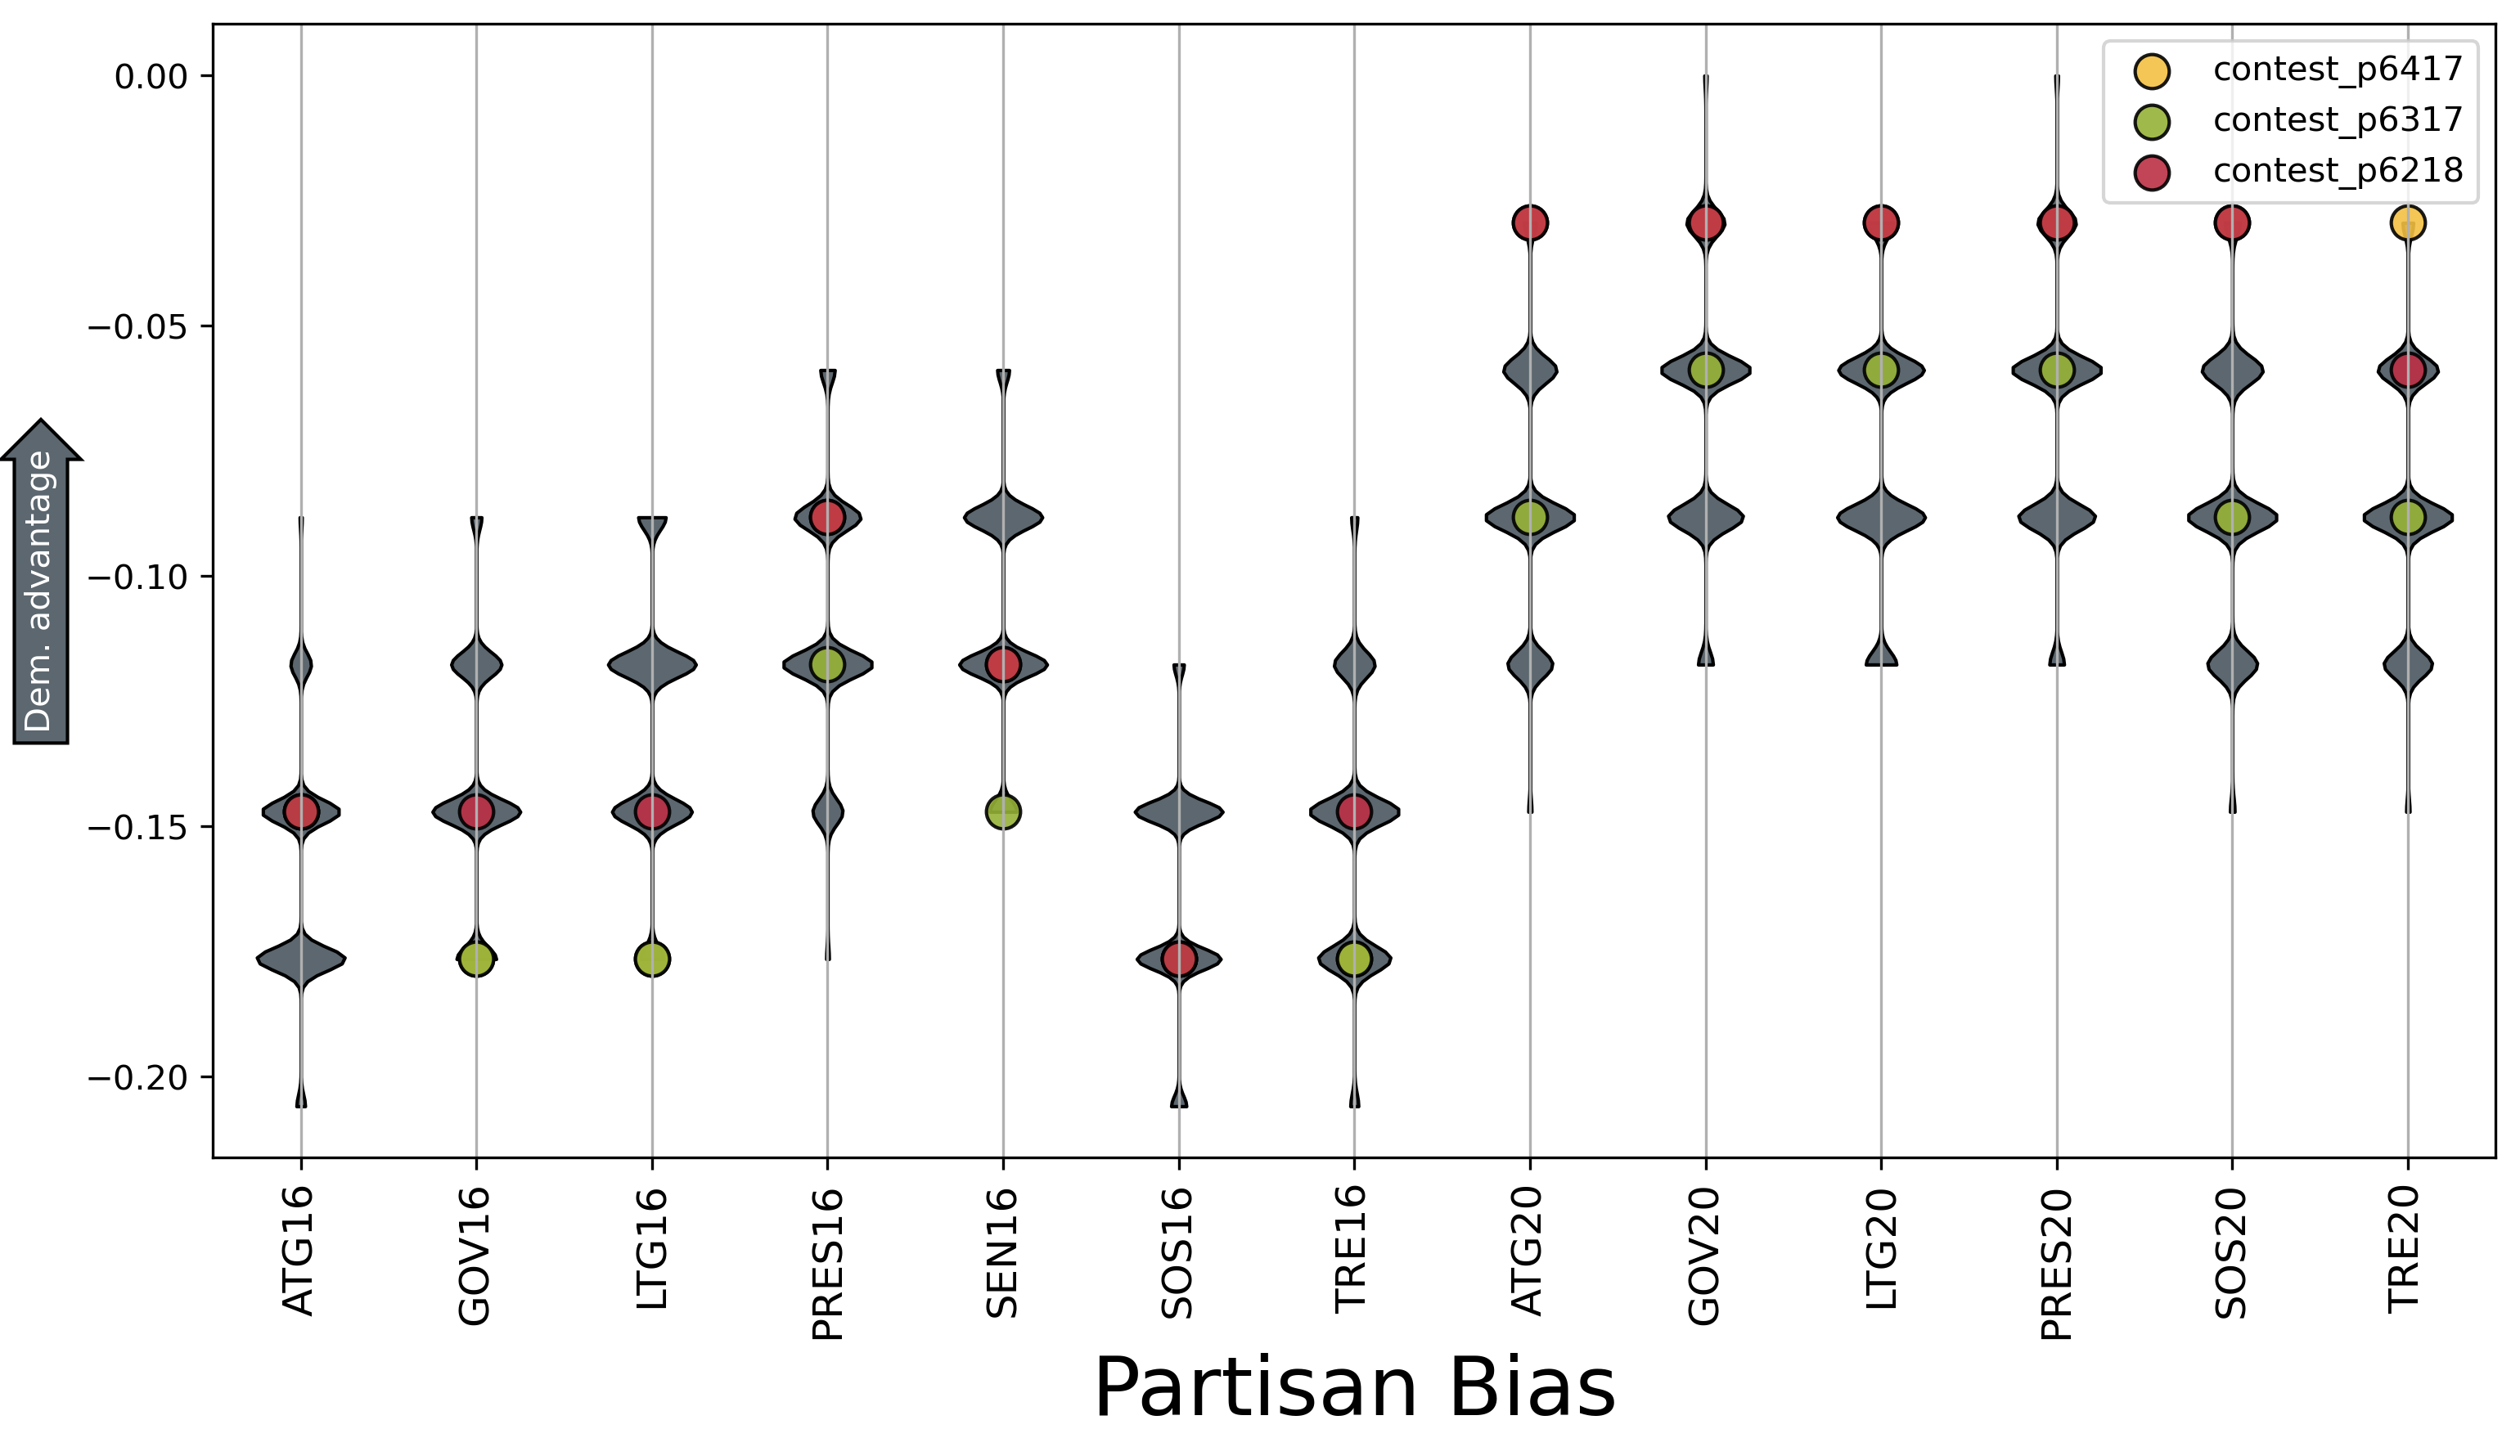 0.00
−0.05
−0.10
−0.15
−0.20
Dem. advantage
contest_p6417
contest_p6317
contest_p6218
ATG16
GOV16
LTG16
PRES16
SEN16
SOS16
TRE16
ATG20
GOV20
LTG20
PRES20
SOS20
TRE20
Partisan Bias